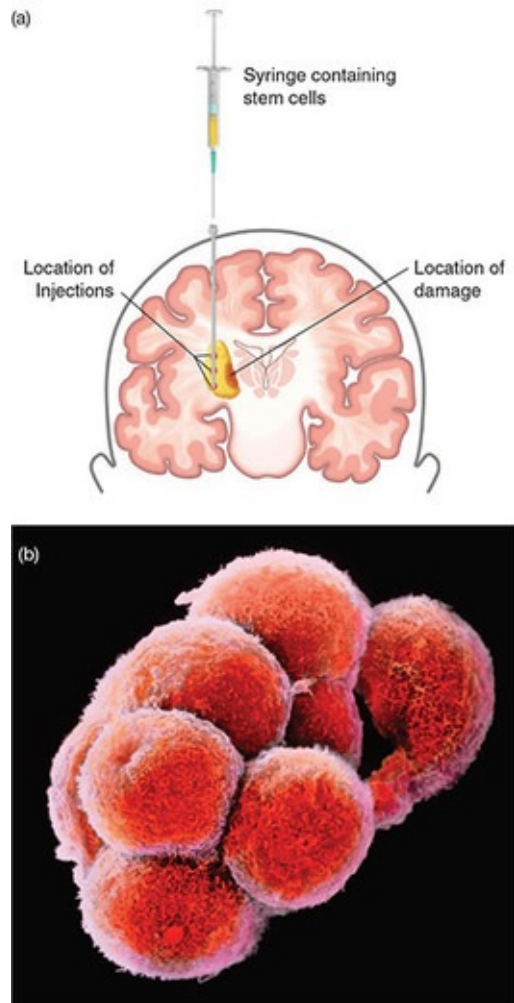 (a)
Syringe containing
stem cells
Location of
Injections
Location of
damage
(b)